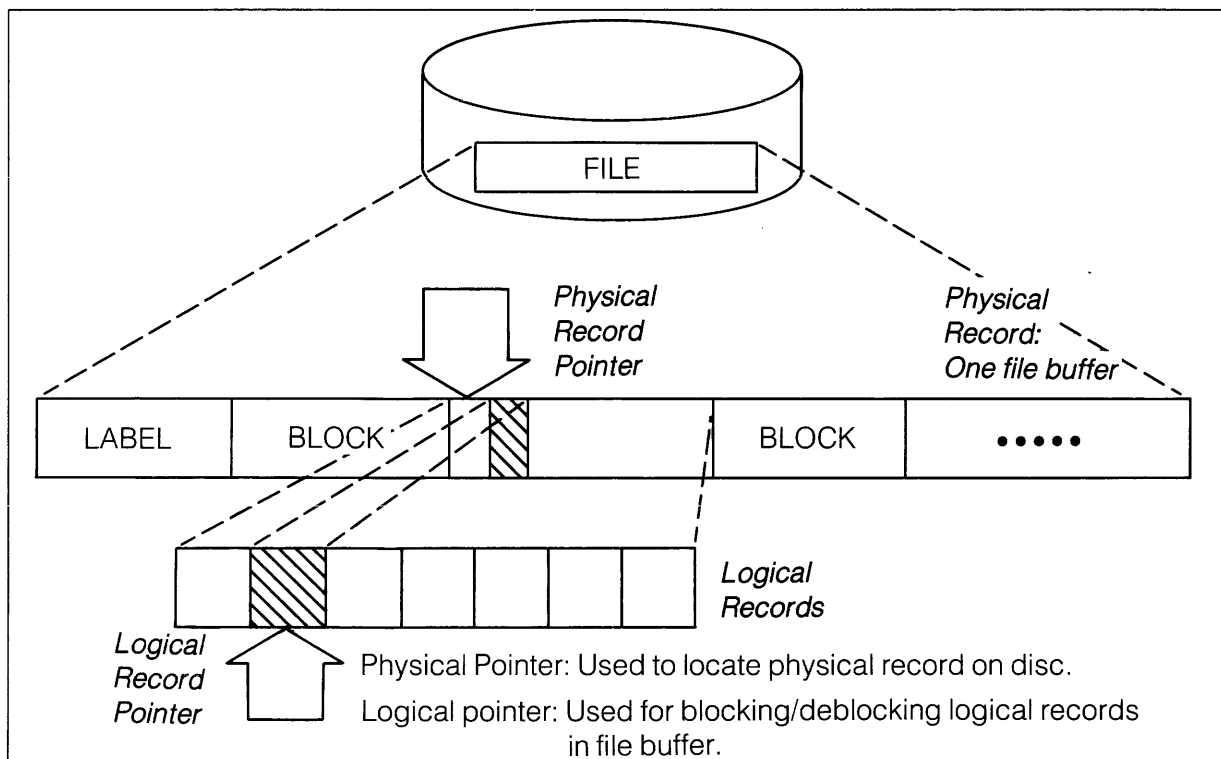 FILE
Physical
Record
Pointer
Physical
Record:
One file buffer
LABEL
BLOCK
BLOCK
•••••
Logical
Records
Logical
Record
Pointer
Physical Pointer: Used to locate physical record on disc.
Logical pointer: Used for blocking/deblocking logical records
in file buffer.